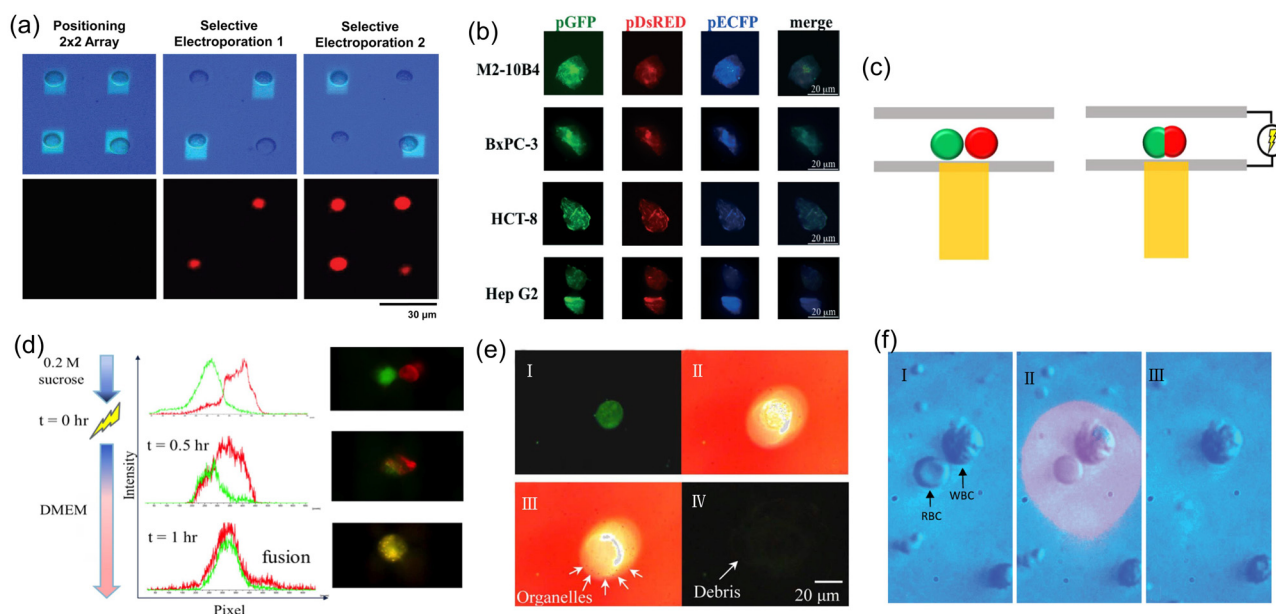 (a)
Positioning
2x2 Array
Selective
Electroporation 1
Selective
Electroporation 2
30 μm
(b)
pGFP pDsRED pECFP merge
M2-10B4
20 μm
BxPC-3
20 μm
HCT-8
20 μm
Hep G2
20 μm
(c)
(d)
0.2 M
sucrose
t = 0 hr
DMEM
Intensity
t = 0.5 hr
t = 1 hr
fusion
Pixel
(e)
I
II
III
IV
Organelles
Debris
20 μm
(f)
I
II
III
WBC
RBC